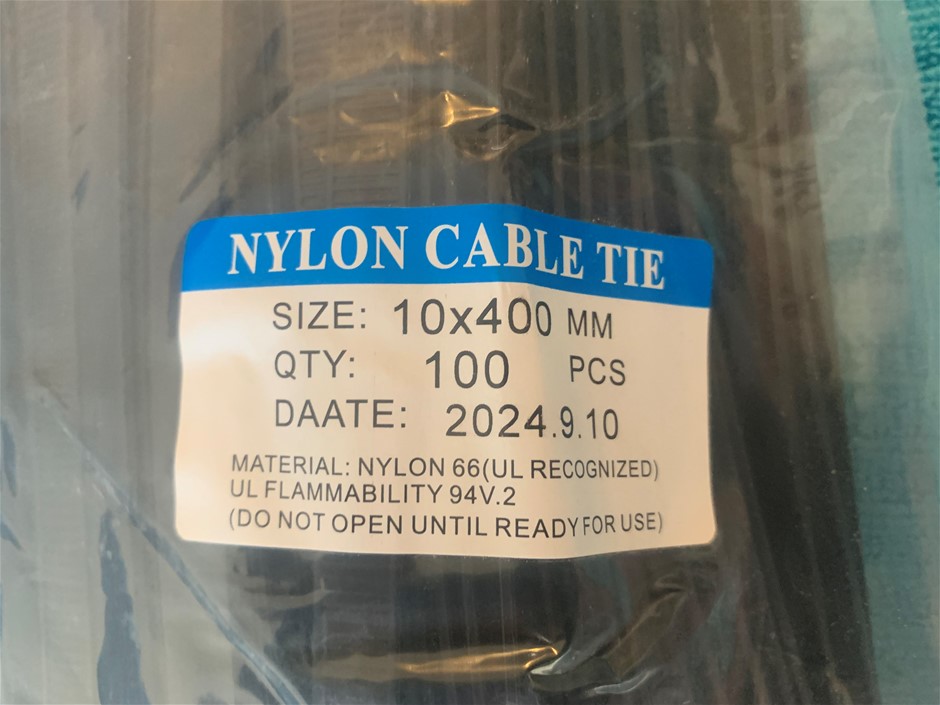 NYLON CABLE TIE
SIZE: 10x400 MM
QTY: 100 PCS
DAATE: 2024.9.10
MATERIAL: NYLON 66(UL RECOGNIZED)
UL FLAMMABILITY 94V.2
(DO NOT OPEN UNTIL READY FOR USE)